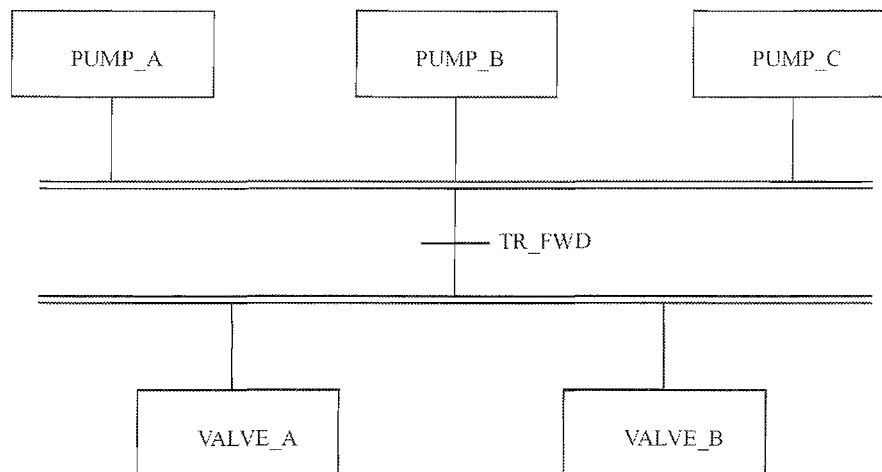 PUMP_A
PUMP_B
PUMP_C
TR_FWD
VALVE_A
VALVE_B